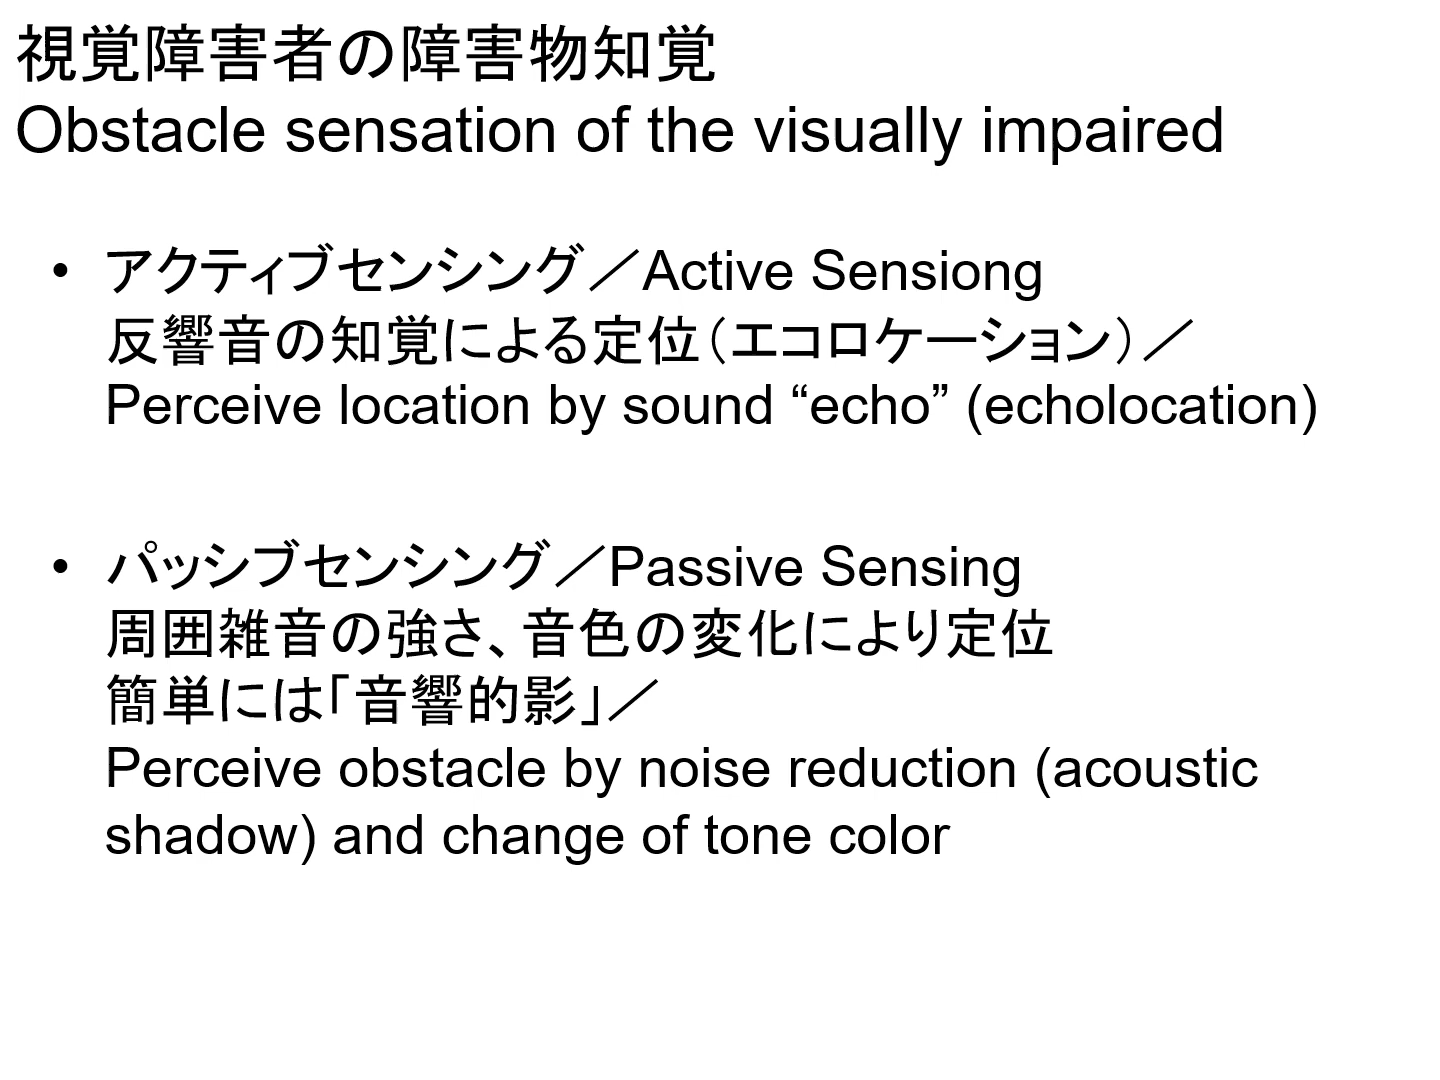 視覚障害者の障害物知覚
Obstacle sensation of the visually impaired
• アクティブセンシング／Active Sensiong
反響音の知覚による定位（エコロケーション）／
Perceive location by sound “echo” (echolocation)
• パッシブセンシング／Passive Sensing
周囲雑音の強さ、音色の変化により定位
簡単には「音響的影」／
Perceive obstacle by noise reduction (acoustic
shadow) and change of tone color